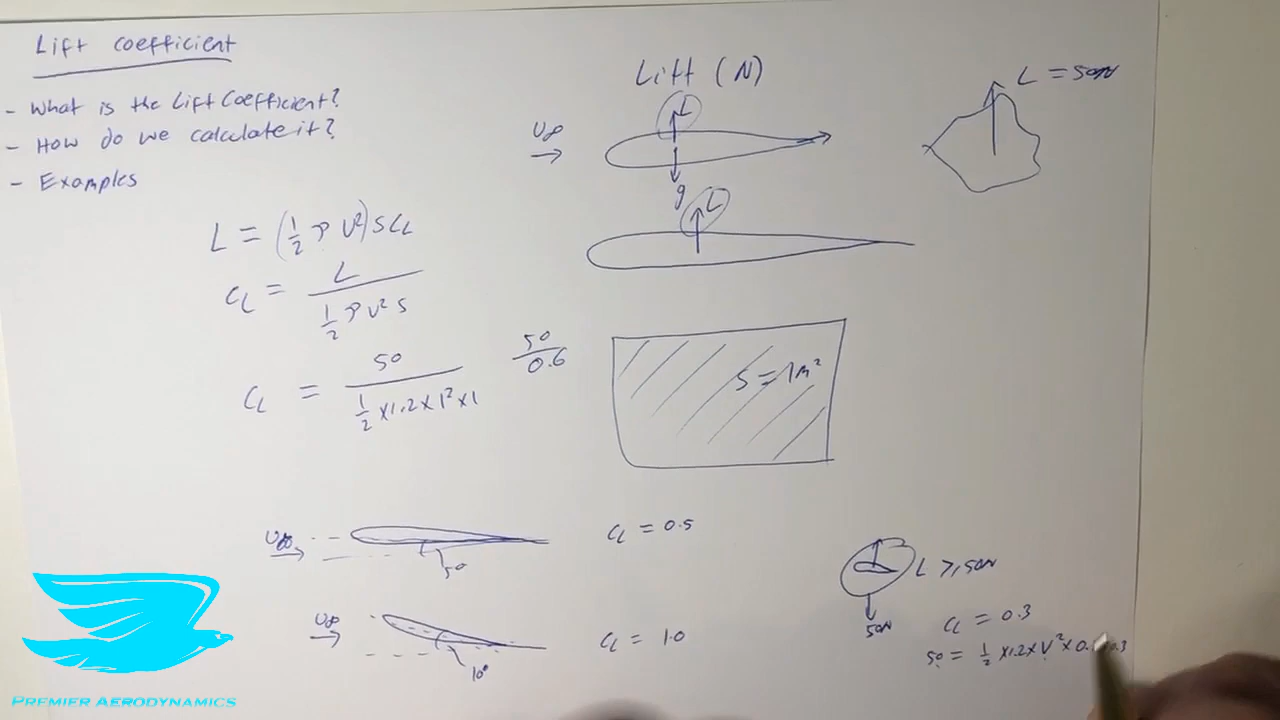 Lift Coefficient
- What is the Lift Coefficient?
- How do we calculate it?
- Examples
L = (1/2 ρ V²) S CL
CL = L / (1/2 ρ V² S)
CL = 50 / (1/2 x 1.2 x 1² x 1)
50 / 0.6
Lift (N)
U∞
L
g
L
L = 50N
S = 1m²
U∞
5°
CL = 0.5
U∞
10°
CL = 1.0
L ≥ 50N
50N
CL = 0.3
50 = 1/2 x 1.2 x V² x 0.
0.3
PREMIER AERODYNAMICS